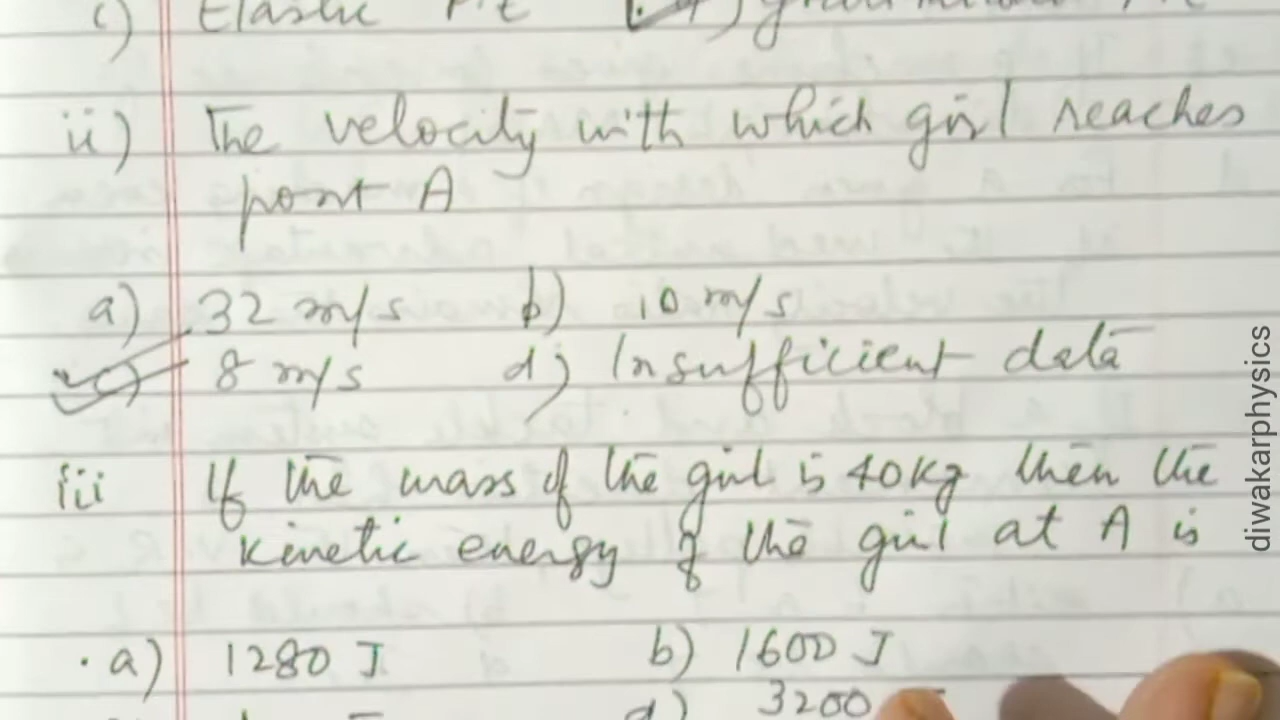 c) Elastic P.E
ii) The velocity with which girl reaches
point A
a) 32 m/s b) 10 m/s
c) 8 m/s d) Insufficient data
iii If the mass of the girl is 40kg then the
kinetic energy of the girl at A is
a) 1280 J b) 1600 J
d) 3200
diwakarphysics